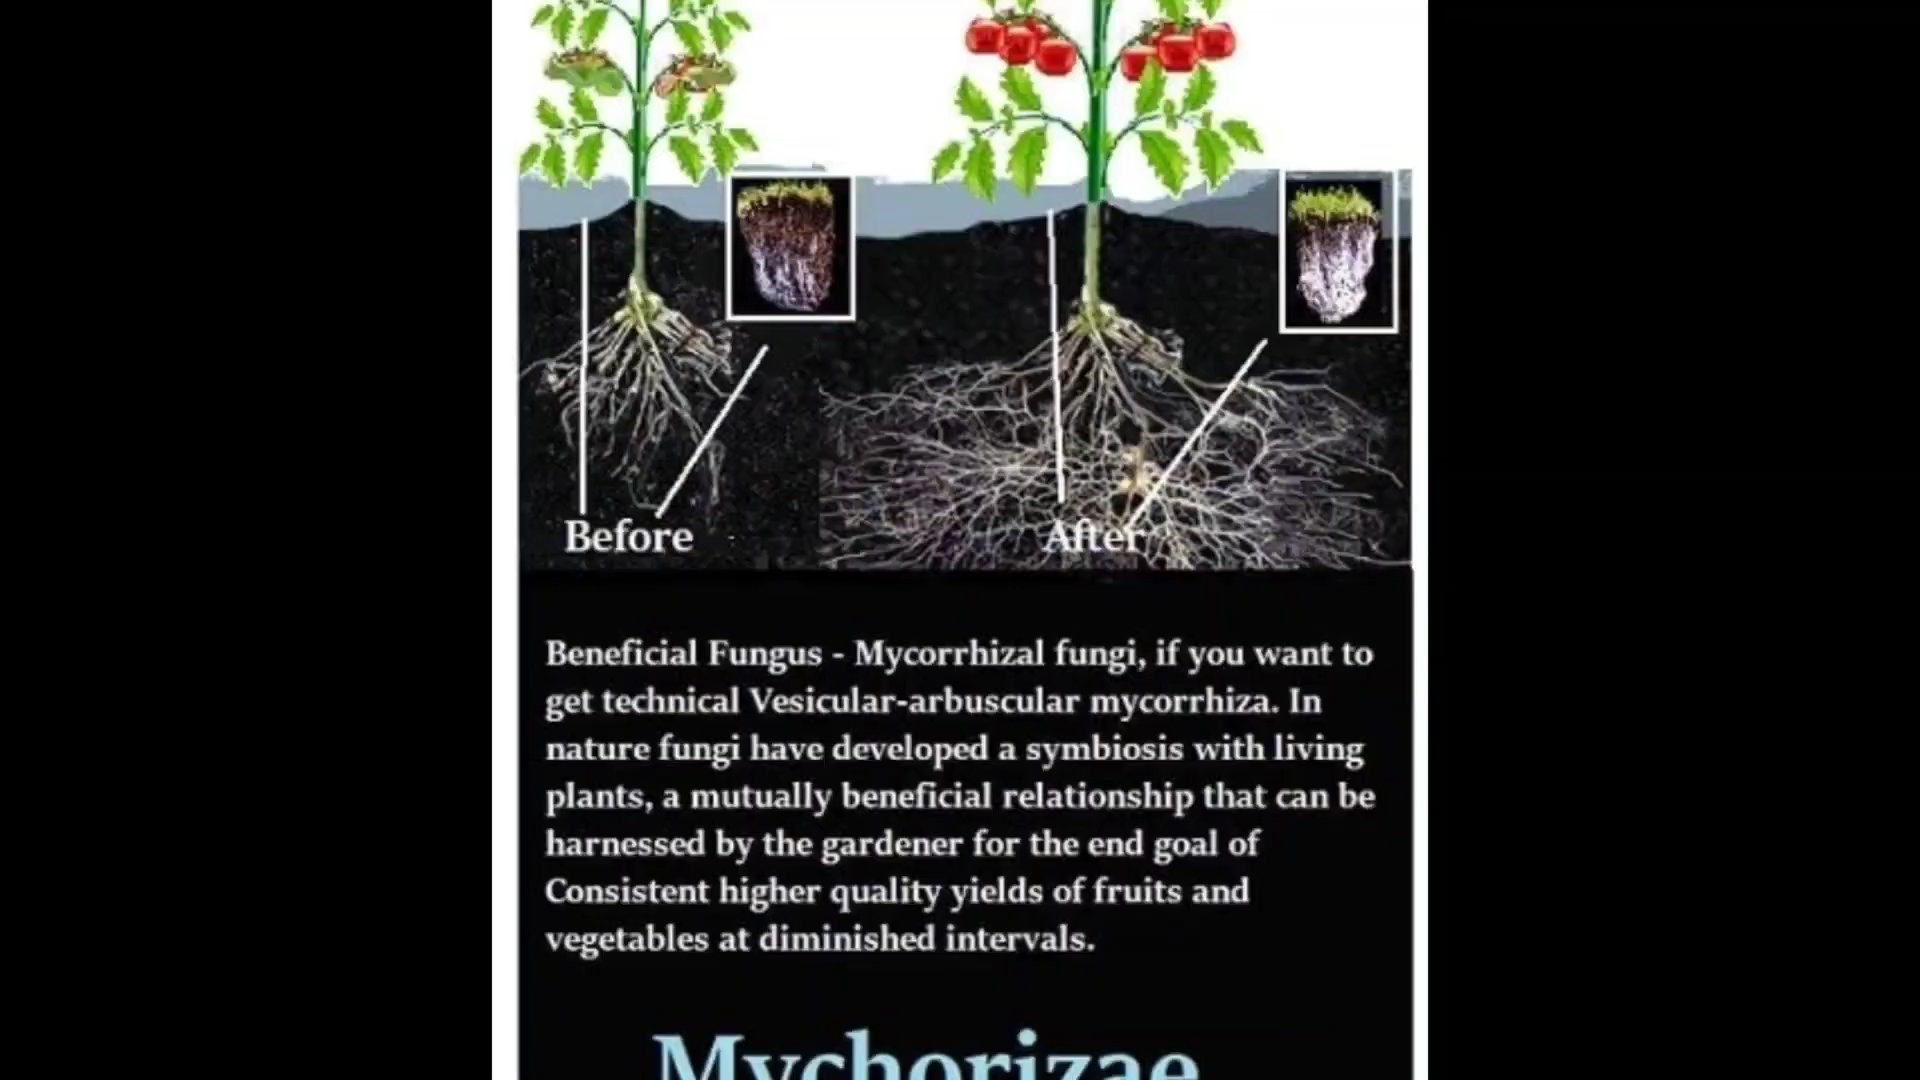 Before
After
Beneficial Fungus - Mycorrhizal fungi, if you want to
get technical Vesicular-arbuscular mycorrhiza. In
nature fungi have developed a symbiosis with living
plants, a mutually beneficial relationship that can be
harnessed by the gardener for the end goal of
Consistent higher quality yields of fruits and
vegetables at diminished intervals.
Mychorizae